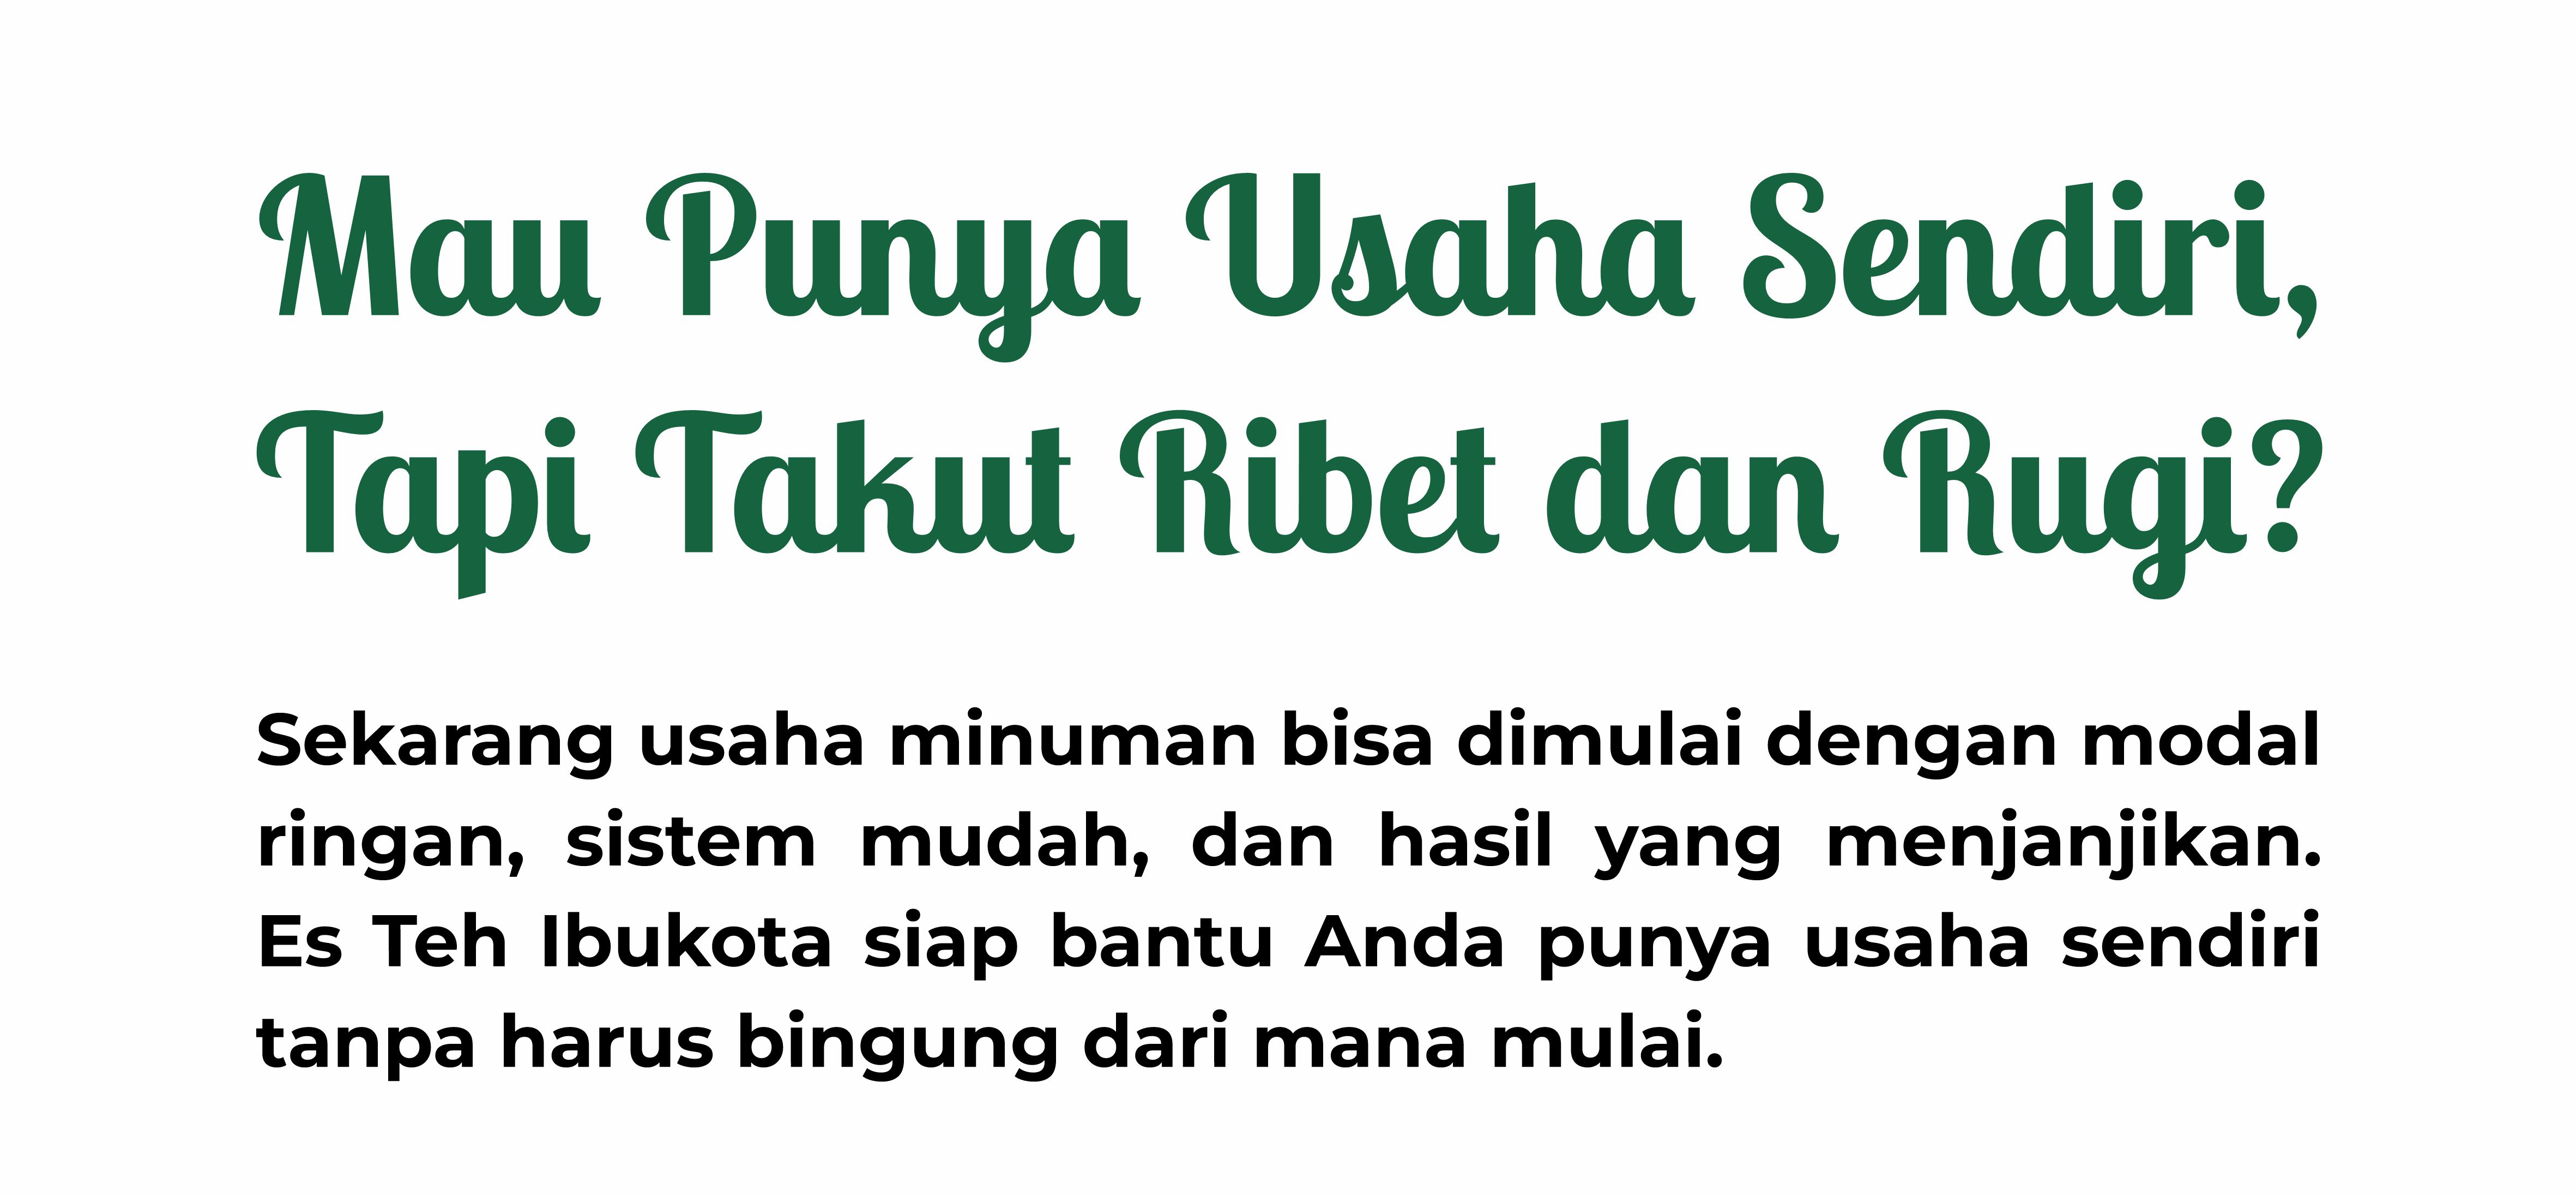 Mau Punya Usaha Sendiri,
Tapi Takut Ribet dan Rugi?
Sekarang usaha minuman bisa dimulai dengan modal
ringan, sistem mudah, dan hasil yang menjanjikan.
Es Teh Ibukota siap bantu Anda punya usaha sendiri
tanpa harus bingung dari mana mulai.